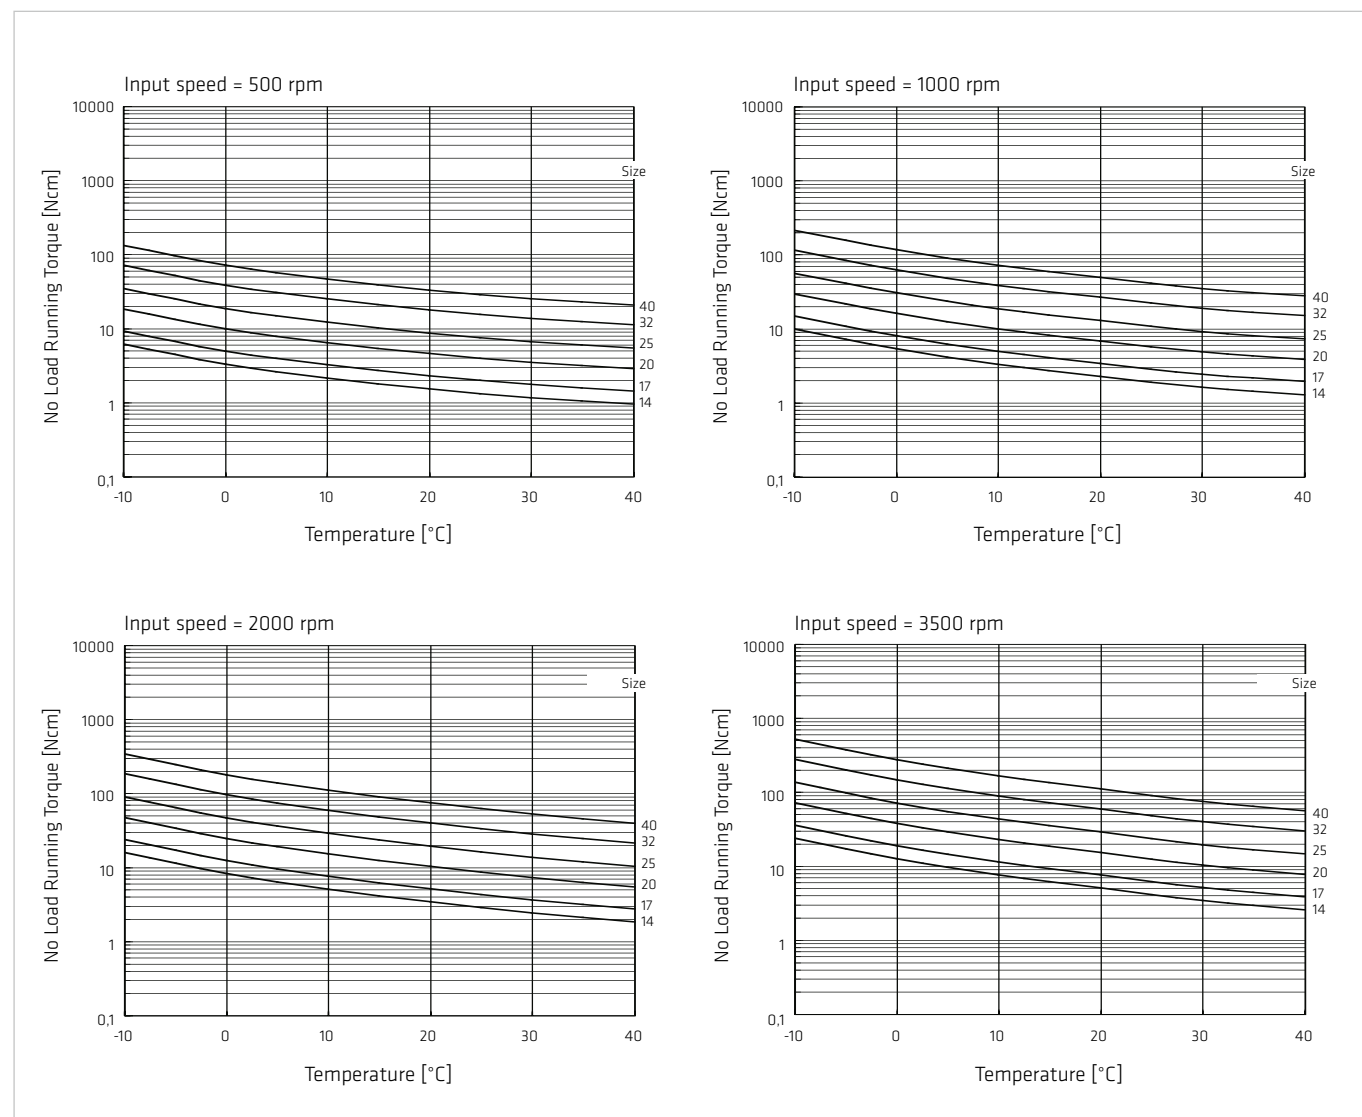 Input speed = 500 rpm
10000
1000
100
10
1
0,1
No Load Running Torque [Ncm]
Size
40
32
25
20
17
14
-10 0 10 20 30 40
Temperature [°C]
Input speed = 1000 rpm
10000
1000
100
10
1
0,1
No Load Running Torque [Ncm]
Size
40
32
25
20
17
14
-10 0 10 20 30 40
Temperature [°C]
Input speed = 2000 rpm
10000
1000
100
10
1
0,1
No Load Running Torque [Ncm]
Size
40
32
25
20
17
14
-10 0 10 20 30 40
Temperature [°C]
Input speed = 3500 rpm
10000
1000
100
10
1
0,1
No Load Running Torque [Ncm]
Size
40
32
25
20
17
14
-10 0 10 20 30 40
Temperature [°C]